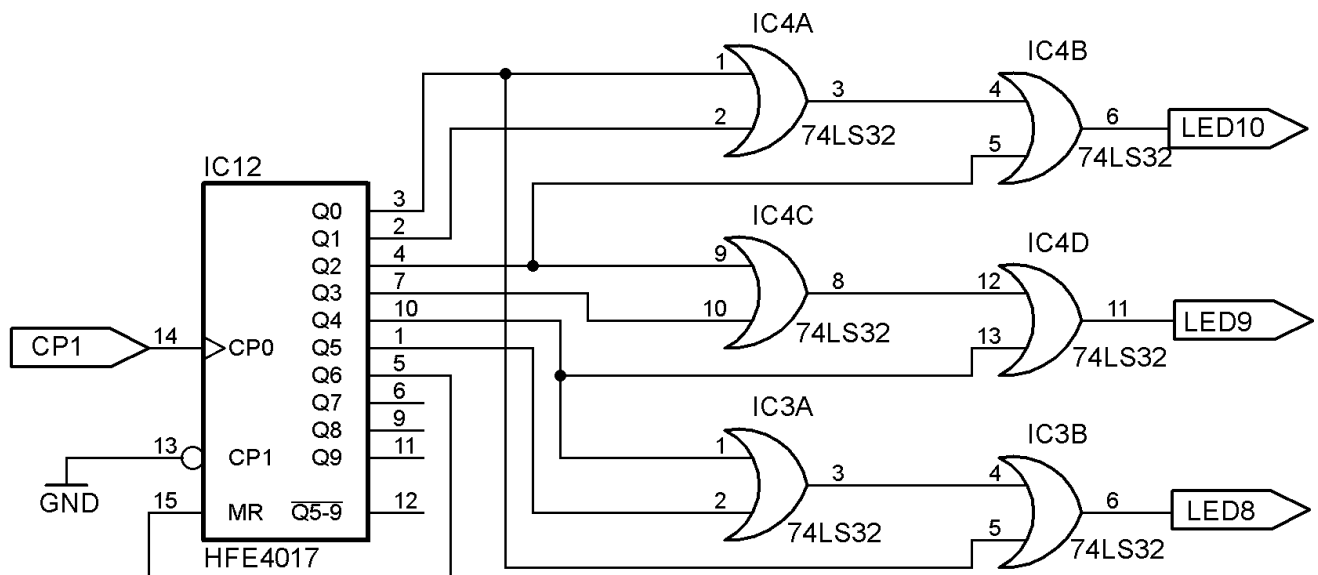 IC4A
IC4B
1
3
4
6
LED10
2
74LS32
5
74LS32
IC12
Q0
3
Q1
2
Q2
4
Q3
7
Q4
10
Q5
1
Q6
5
Q7
6
Q8
9
Q9
11
Q5-9
12
CP1
14
CP0
13
CP1
GND
15
MR
HFE4017
IC4C
IC4D
9
8
12
11
LED9
10
74LS32
13
74LS32
IC3A
IC3B
1
3
4
6
LED8
2
74LS32
5
74LS32